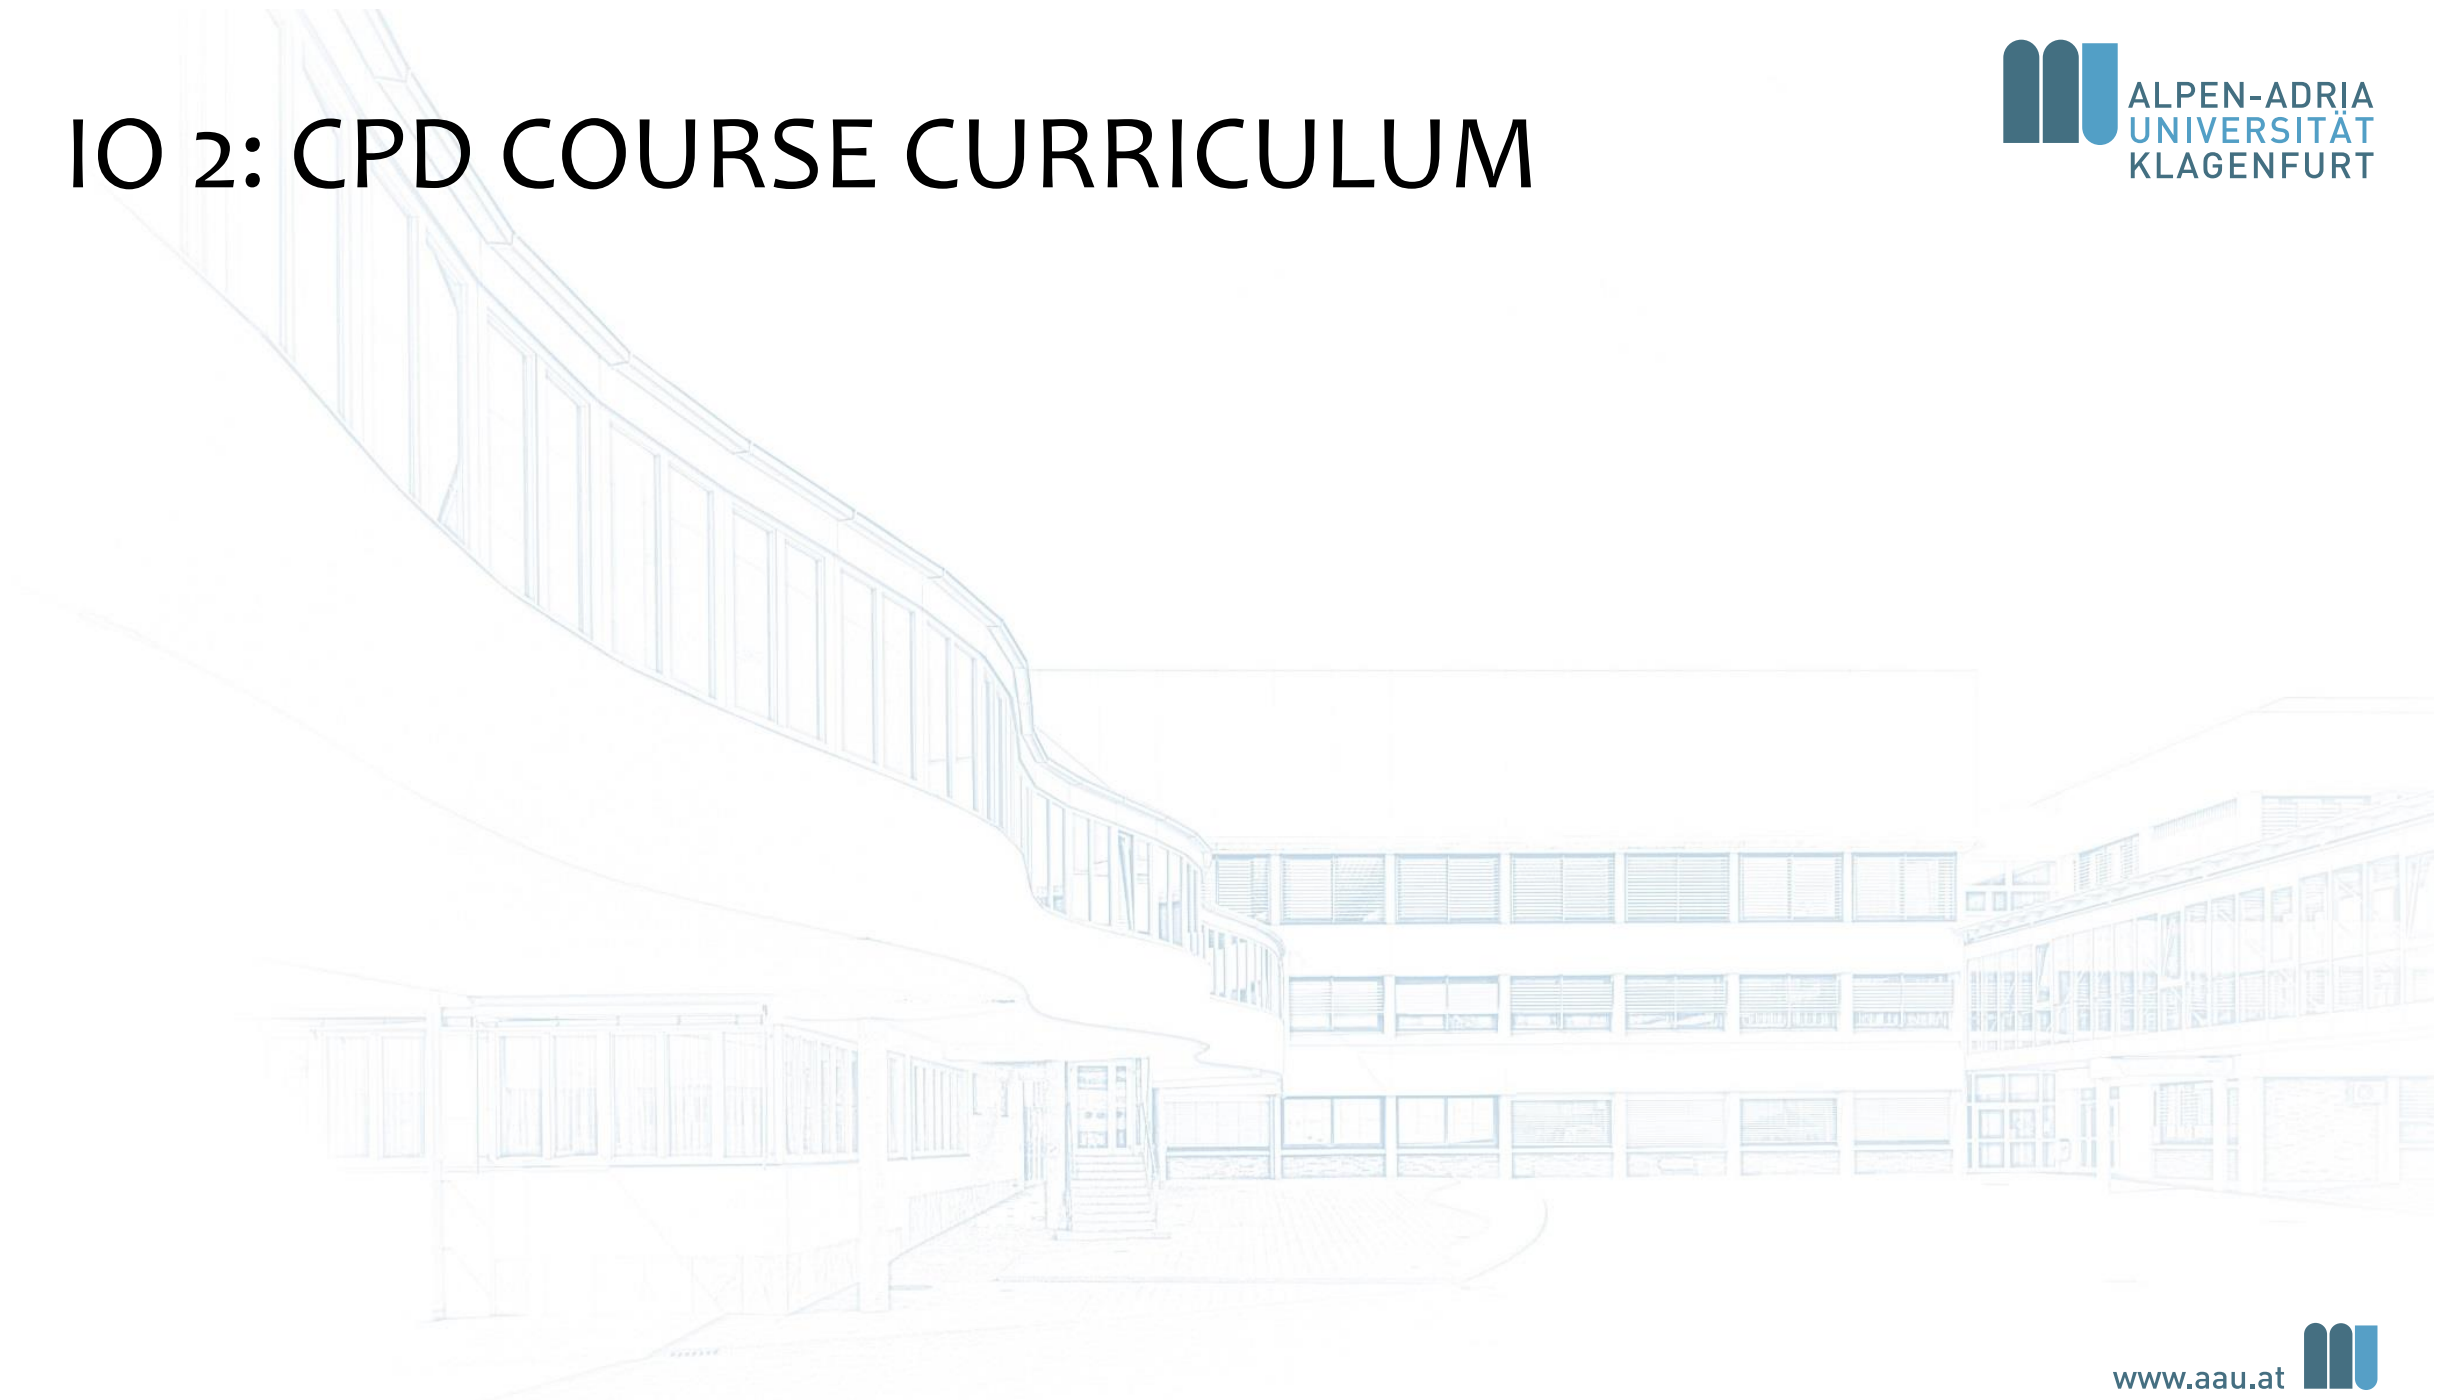 IO 2: CPD COURSE CURRICULUM
ALPEN-ADRIA
UNIVERSITÄT
KLAGENFURT
www.aau.at